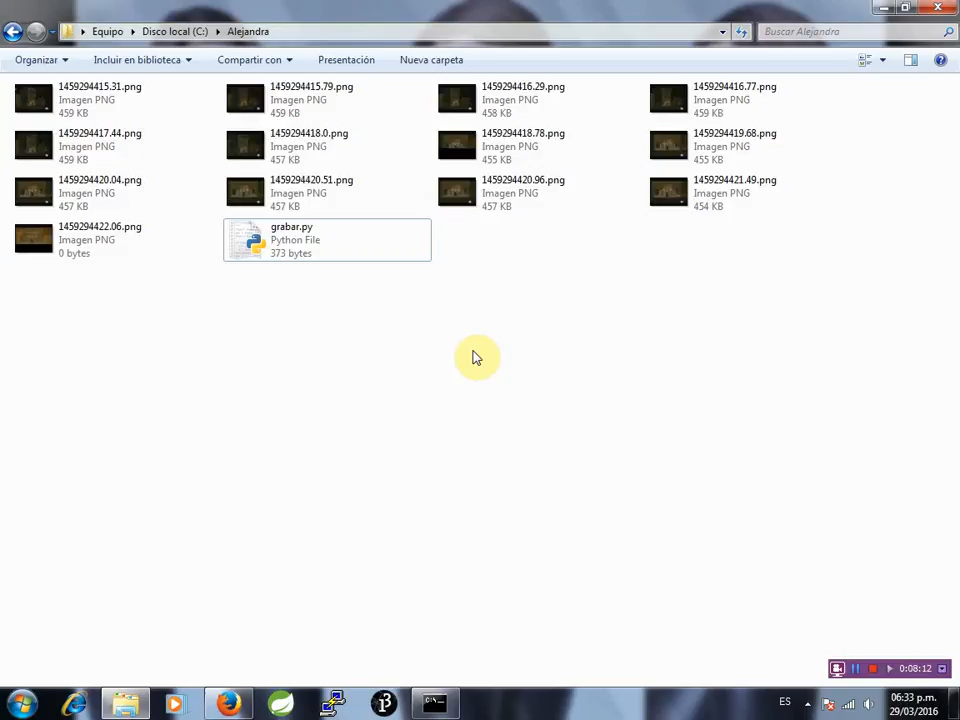 Equipo Disco local (C:) Alejandra
Buscar Alejandra
Organizar Incluir en biblioteca Compartir con Presentación Nueva carpeta
1459294415.31.png
Imagen PNG
459 KB
1459294415.79.png
Imagen PNG
459 KB
1459294416.29.png
Imagen PNG
458 KB
1459294416.77.png
Imagen PNG
459 KB
1459294417.44.png
Imagen PNG
459 KB
1459294418.0.png
Imagen PNG
457 KB
1459294418.78.png
Imagen PNG
455 KB
1459294419.68.png
Imagen PNG
455 KB
1459294420.04.png
Imagen PNG
457 KB
1459294420.51.png
Imagen PNG
457 KB
1459294420.96.png
Imagen PNG
457 KB
1459294421.49.png
Imagen PNG
454 KB
1459294422.06.png
Imagen PNG
0 bytes
grabar.py
Python File
373 bytes
0:08:12
ES
06:33 p.m.
29/03/2016